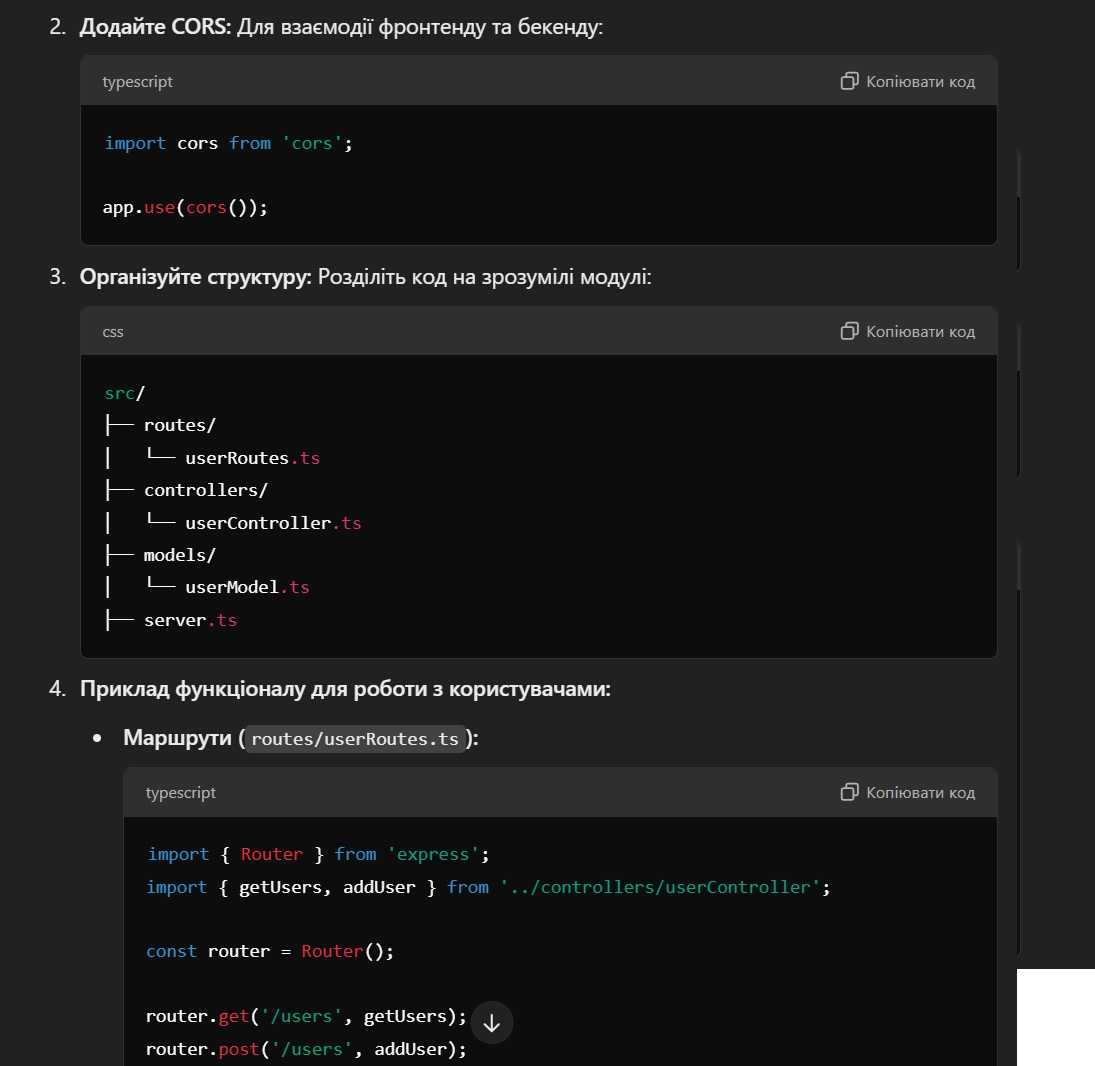 2. Додайте CORS: Для взаємодії фронтенду та бекенду:
typescript Копіювати код
import cors from 'cors';
app.use(cors());
3. Організуйте структуру: Розділіть код на зрозумілі модулі:
css Копіювати код
src/
├── routes/
│   └── userRoutes.ts
├── controllers/
│   └── userController.ts
├── models/
│   └── userModel.ts
├── server.ts
4. Приклад функціоналу для роботи з користувачами:
• Маршрути (routes/userRoutes.ts):
typescript Копіювати код
import { Router } from 'express';
import { getUsers, addUser } from '../controllers/userController';
const router = Router();
router.get('/users', getUsers);
router.post('/users', addUser);